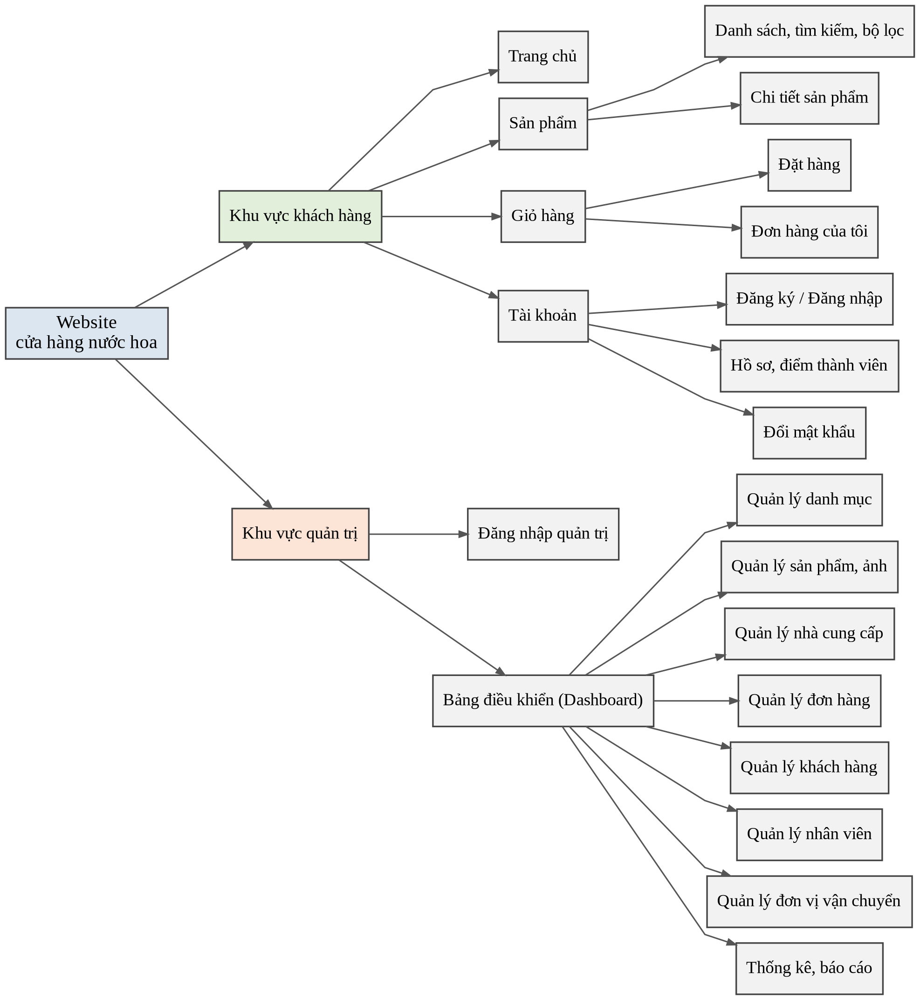 Website
cửa hàng nước hoa
Khu vực khách hàng
Trang chủ
Sản phẩm
Danh sách, tìm kiếm, bộ lọc
Chi tiết sản phẩm
Giỏ hàng
Đặt hàng
Đơn hàng của tôi
Tài khoản
Đăng ký / Đăng nhập
Hồ sơ, điểm thành viên
Đổi mật khẩu
Khu vực quản trị
Đăng nhập quản trị
Bảng điều khiển (Dashboard)
Quản lý danh mục
Quản lý sản phẩm, ảnh
Quản lý nhà cung cấp
Quản lý đơn hàng
Quản lý khách hàng
Quản lý nhân viên
Quản lý đơn vị vận chuyển
Thống kê, báo cáo